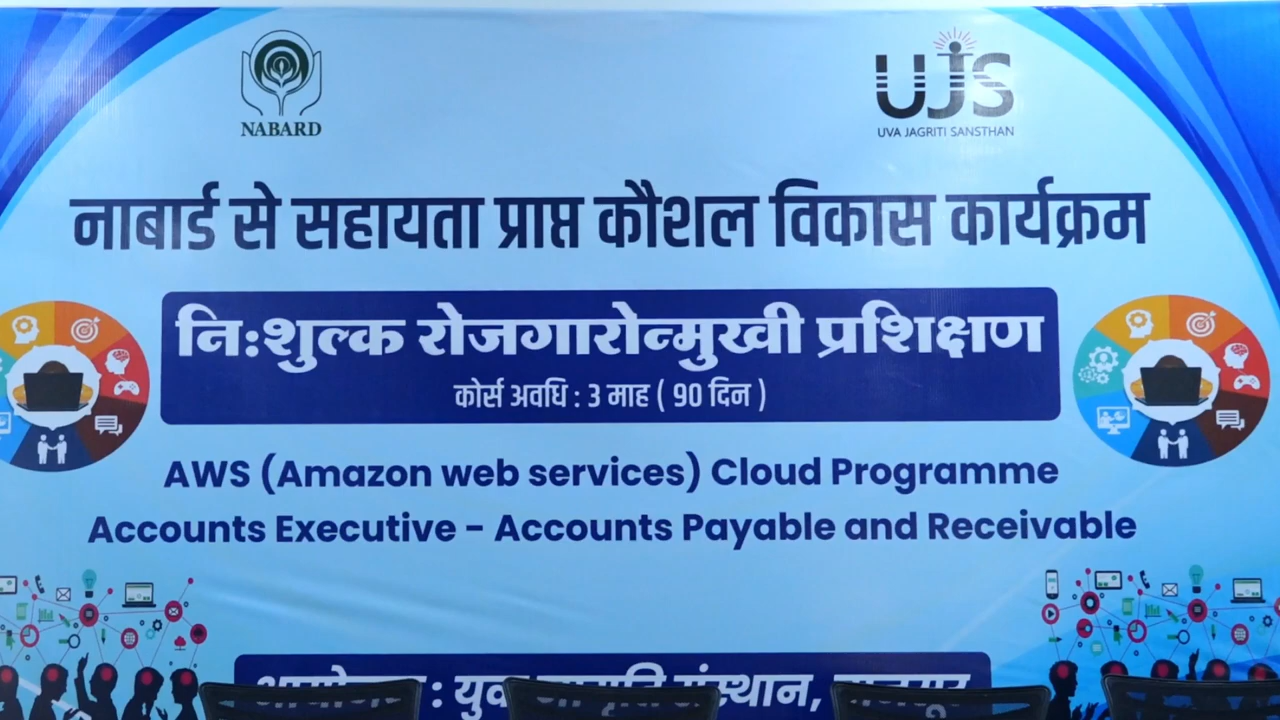 NABARD
UJS
UVA JAGRITI SANSTHAN
नाबार्ड से सहायता प्राप्त कौशल विकास कार्यक्रम
नि:शुल्क रोजगारोन्मुखी प्रशिक्षण
कोर्स अवधि : 3 माह ( 90 दिन )
AWS (Amazon web services) Cloud Programme
Accounts Executive - Accounts Payable and Receivable
: संस्थान,